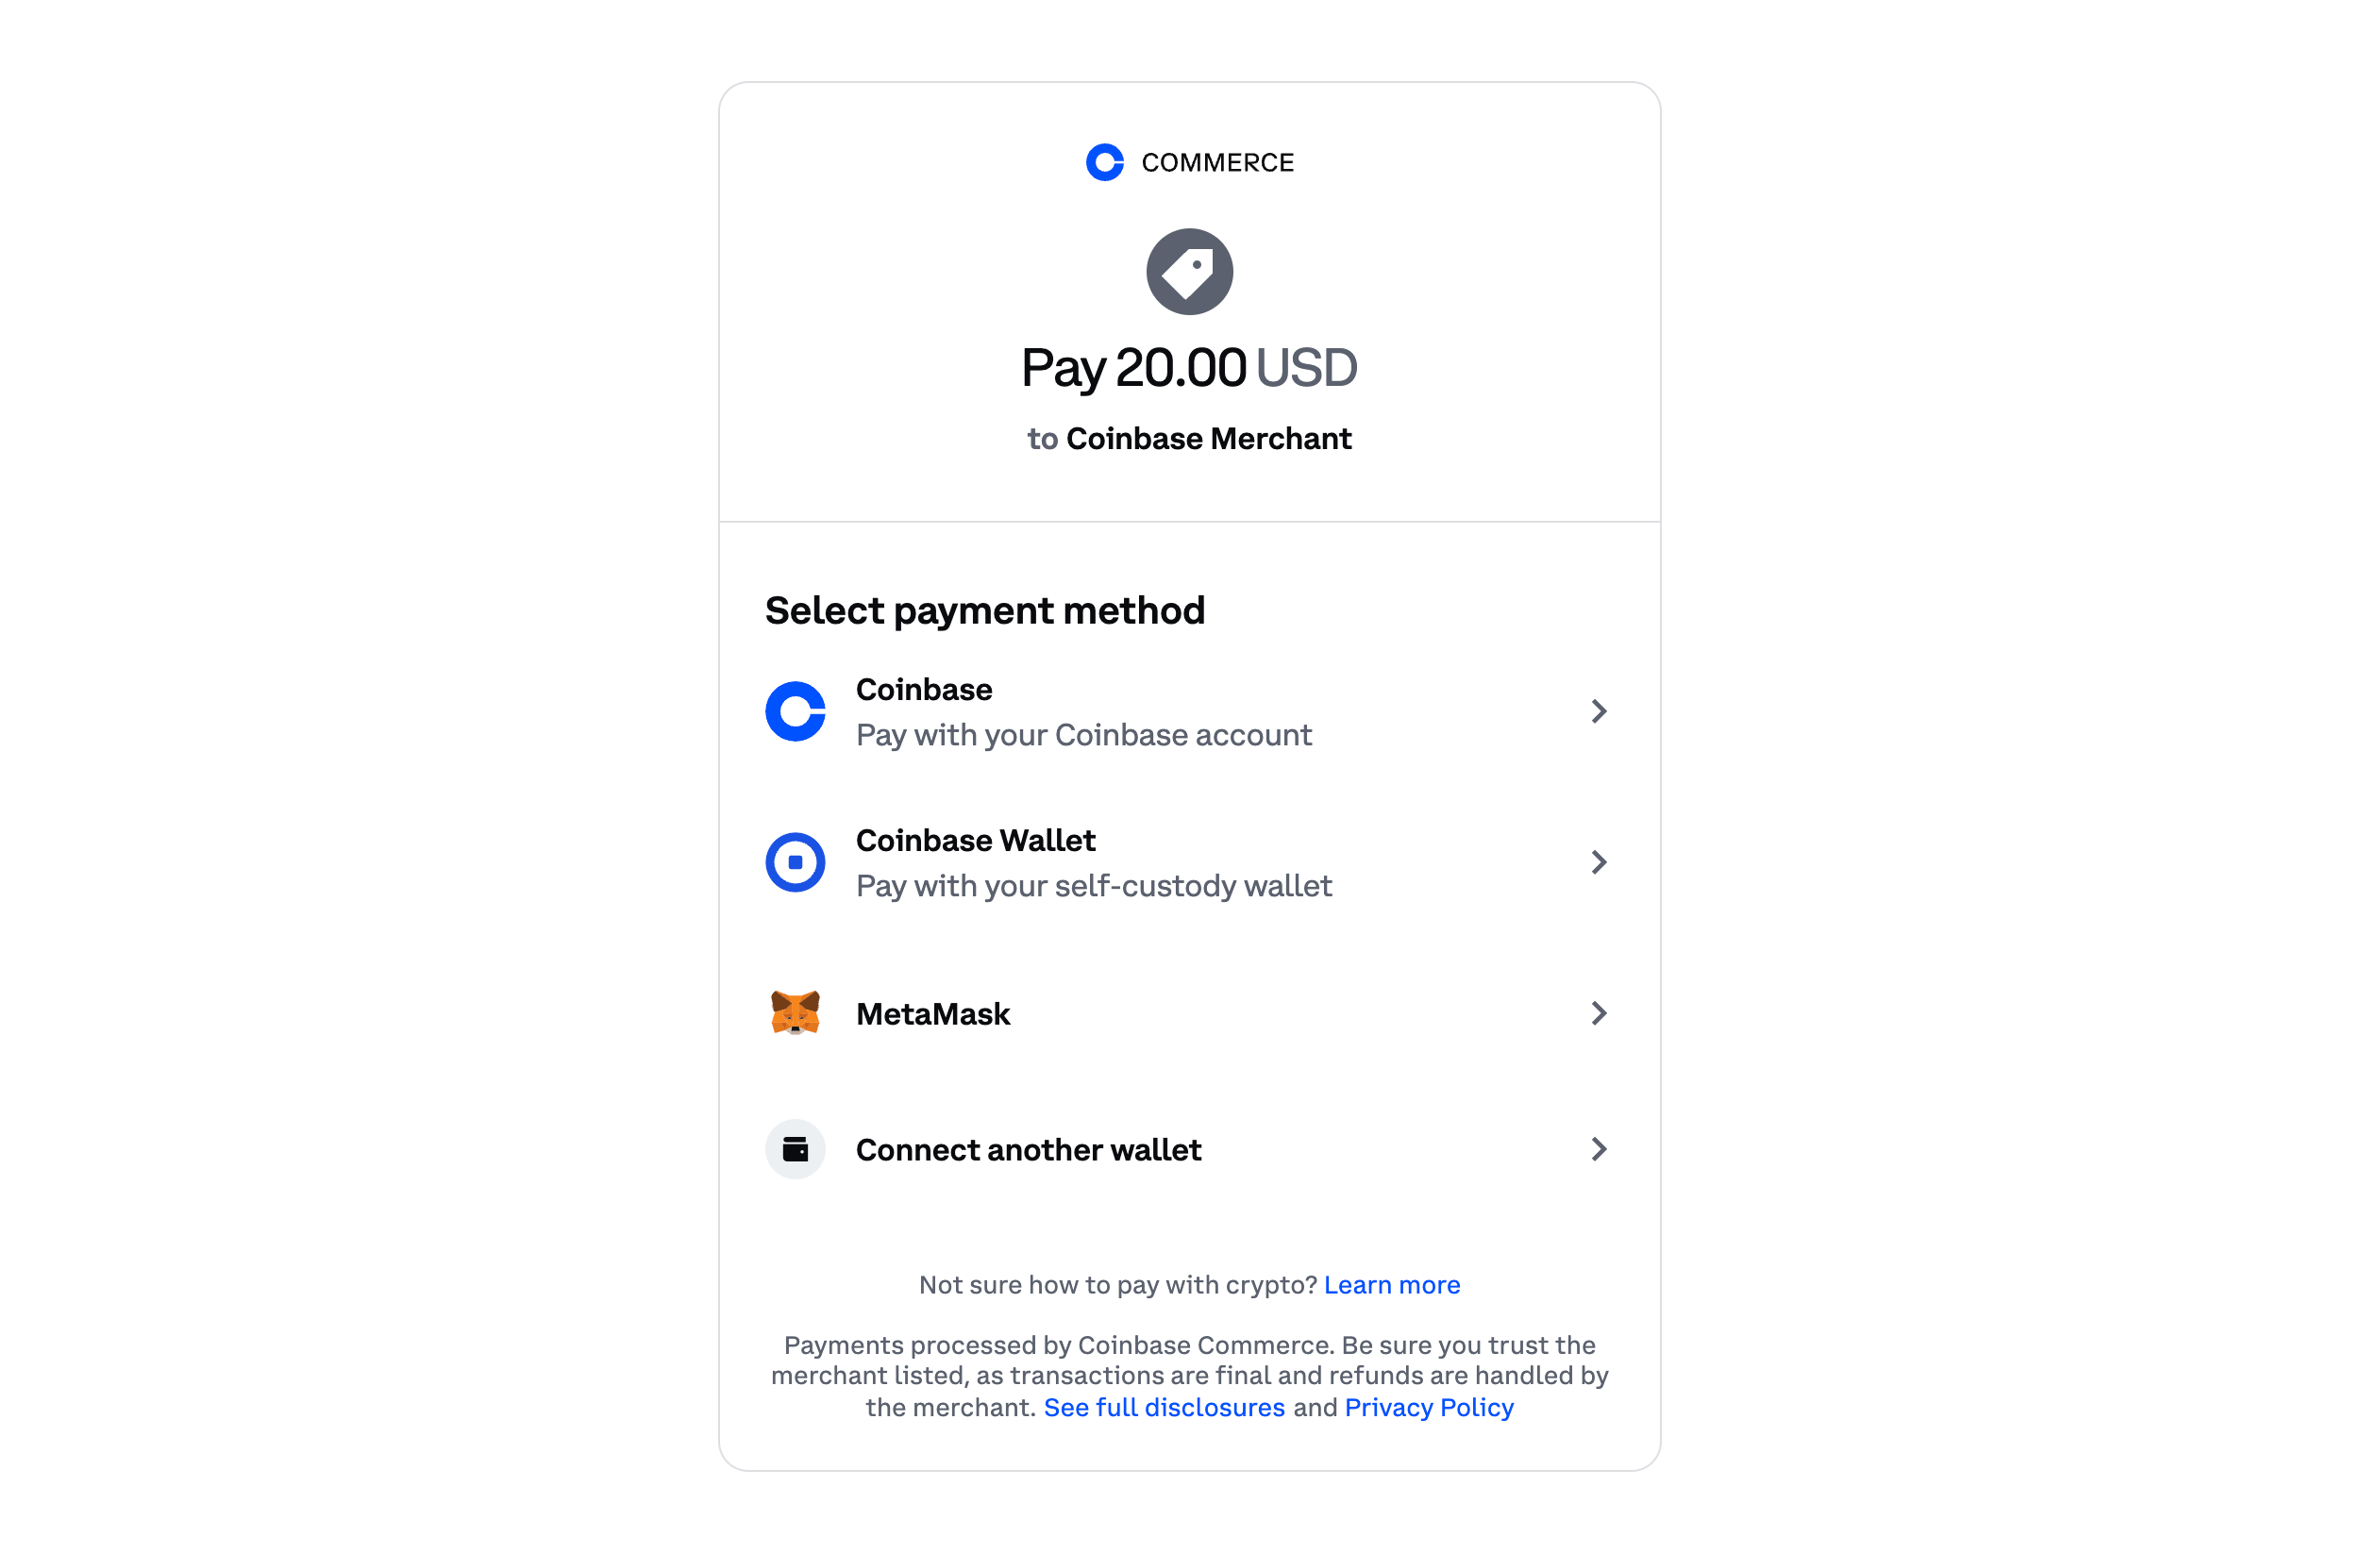 COMMERCE
Pay 20.00 USD
to Coinbase Merchant
Select payment method
Coinbase
Pay with your Coinbase account
Coinbase Wallet
Pay with your self-custody wallet
MetaMask
Connect another wallet
Not sure how to pay with crypto? Learn more
Payments processed by Coinbase Commerce. Be sure you trust the
merchant listed, as transactions are final and refunds are handled by
the merchant. See full disclosures and Privacy Policy